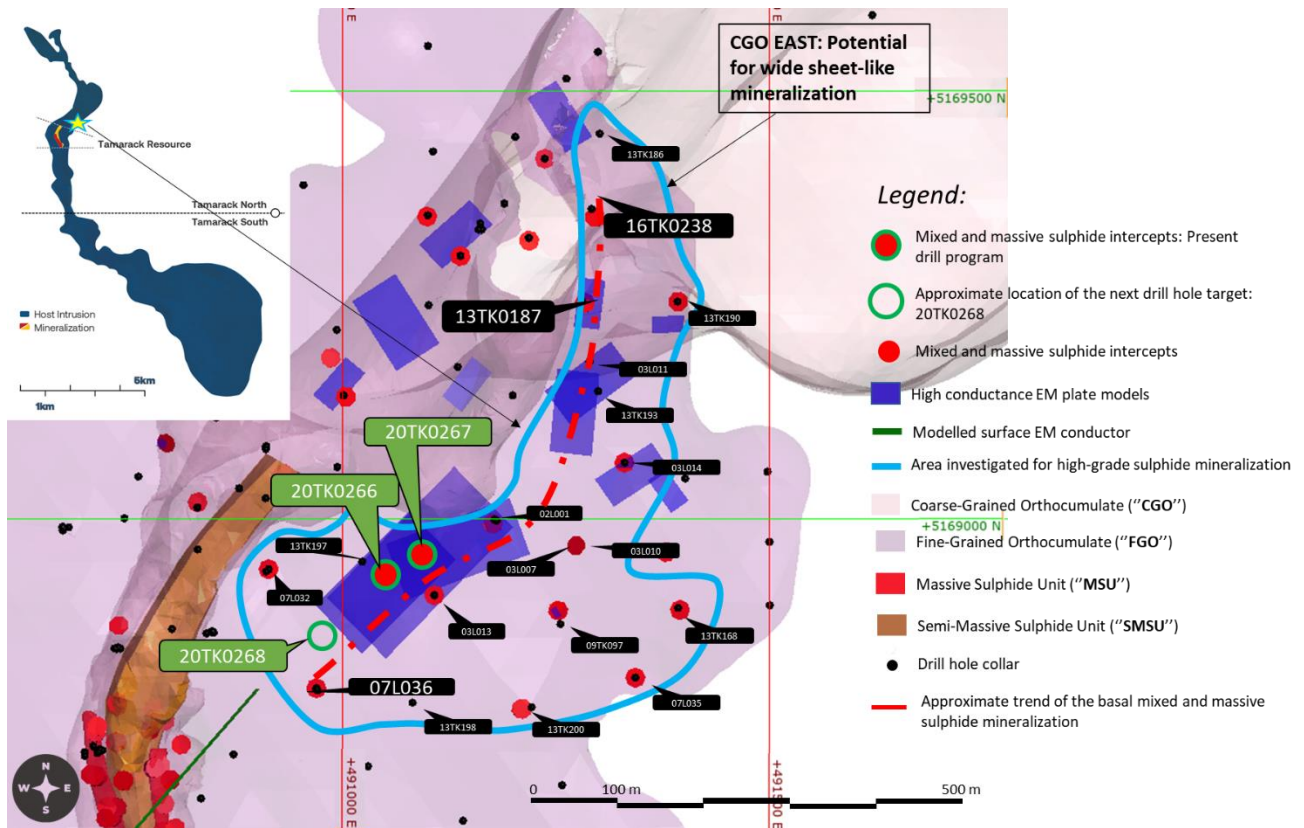 CGO EAST: Potential
for wide sheet-like
mineralization
+5169500 N
Tamarack Resource
Tamarack North
Tamarack South
Host Intrusion
Mineralization
5km
1km
13TK186
16TK0238
13TK0187
13TK190
03L011
13TK193
20TK0267
20TK0266
03L014
02L001
+5169000 N
13TK197
03L007
03L010
07L032
03L013
09TK097
13TK168
20TK0268
07L036
07L035
13TK198
13TK200
+491000 E
+491500 E
E
E
N
W
E
S
0
100 m
500 m
Legend:
Mixed and massive sulphide intercepts: Present
drill program
Approximate location of the next drill hole target:
20TK0268
Mixed and massive sulphide intercepts
High conductance EM plate models
Modelled surface EM conductor
Area investigated for high-grade sulphide mineralization
Coarse-Grained Orthocumulate (‘‘CGO’’)
Fine-Grained Orthocumulate (‘‘FGO’’)
Massive Sulphide Unit (‘‘MSU’’)
Semi-Massive Sulphide Unit (‘‘SMSU’’)
Drill hole collar
Approximate trend of the basal mixed and massive
sulphide mineralization